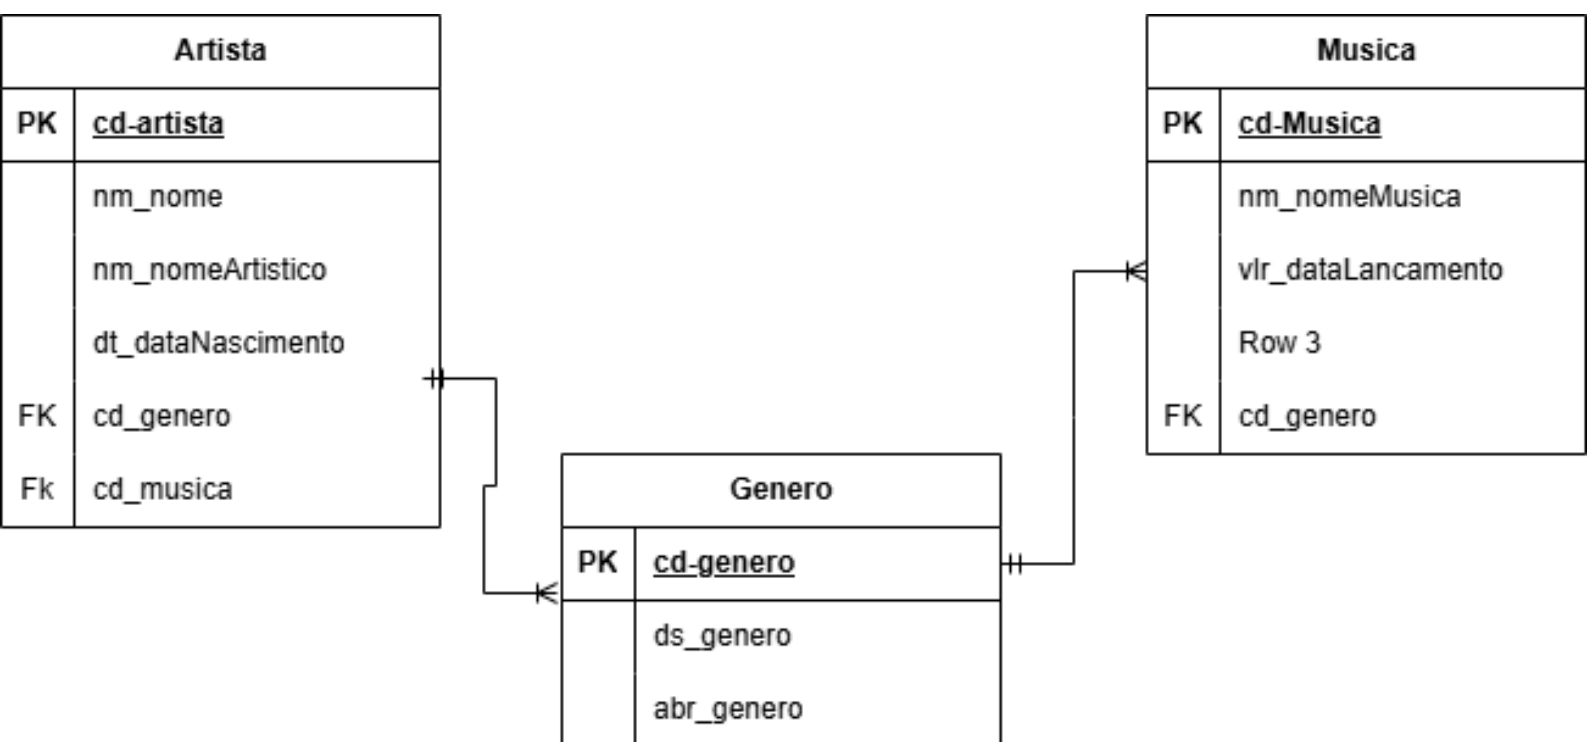 Artista
PK cd-artista
nm_nome
nm_nomeArtistico
dt_dataNascimento
FK cd_genero
Fk cd_musica
Musica
PK cd-Musica
nm_nomeMusica
vlr_dataLancamento
Row 3
FK cd_genero
Genero
PK cd-genero
ds_genero
abr_genero